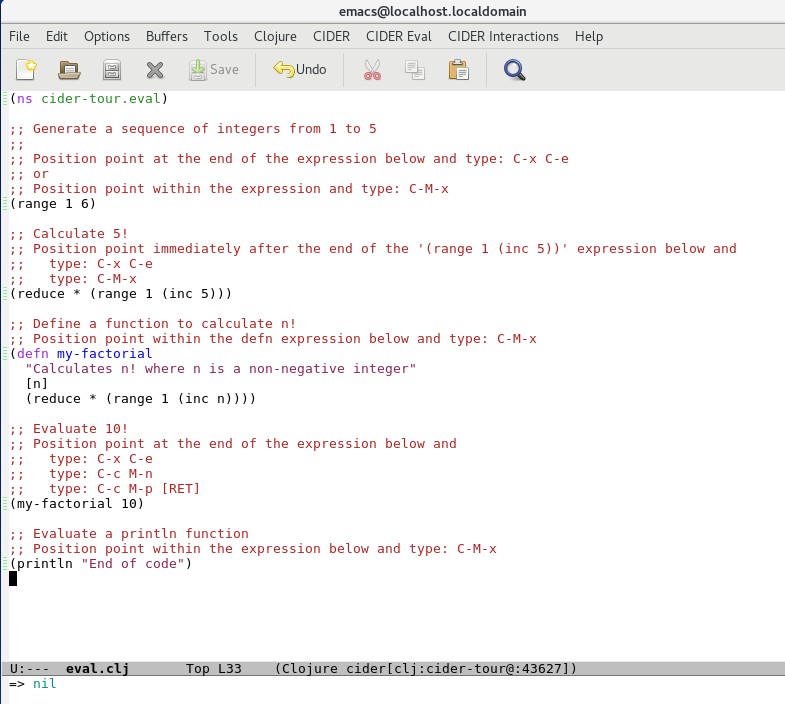 emacs@localhost.localdomain
File Edit Options Buffers Tools Clojure CIDER CIDER Eval CIDER Interactions Help
Save Undo
(ns cider-tour.eval)
;; Generate a sequence of integers from 1 to 5
;;
;; Position point at the end of the expression below and type: C-x C-e
;; or
;; Position point within the expression and type: C-M-x
(range 1 6)
;; Calculate 5!
;; Position point immediately after the end of the '(range 1 (inc 5))' expression below and
;;   type: C-x C-e
;;   type: C-M-x
(reduce * (range 1 (inc 5)))
;; Define a function to calculate n!
;; Position point within the defn expression below and type: C-M-x
(defn my-factorial
  "Calculates n! where n is a non-negative integer"
  [n]
  (reduce * (range 1 (inc n))))
;; Evaluate 10!
;; Position point at the end of the expression below and
;;   type: C-x C-e
;;   type: C-c M-n
;;   type: C-c M-p [RET]
(my-factorial 10)
;; Evaluate a println function
;; Position point within the expression below and type: C-M-x
(println "End of code")
U:---  eval.clj       Top L33    (Clojure cider[clj:cider-tour@:43627])
=> nil